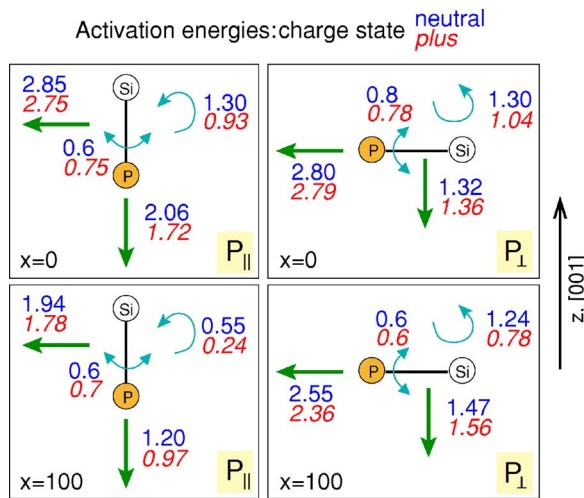 Activation energies:charge state neutral
plus
Si
2.85
2.75
1.30
0.93
0.6
0.75
P
2.06
1.72
x=0
P||
0.8
0.78
1.30
1.04
P
Si
2.80
2.79
1.32
1.36
x=0
P⊥
Si
1.94
1.78
0.55
0.24
0.6
0.7
P
1.20
0.97
x=100
P||
0.6
0.6
1.24
0.78
P
Si
2.55
2.36
1.47
1.56
x=100
P⊥
z, [001]